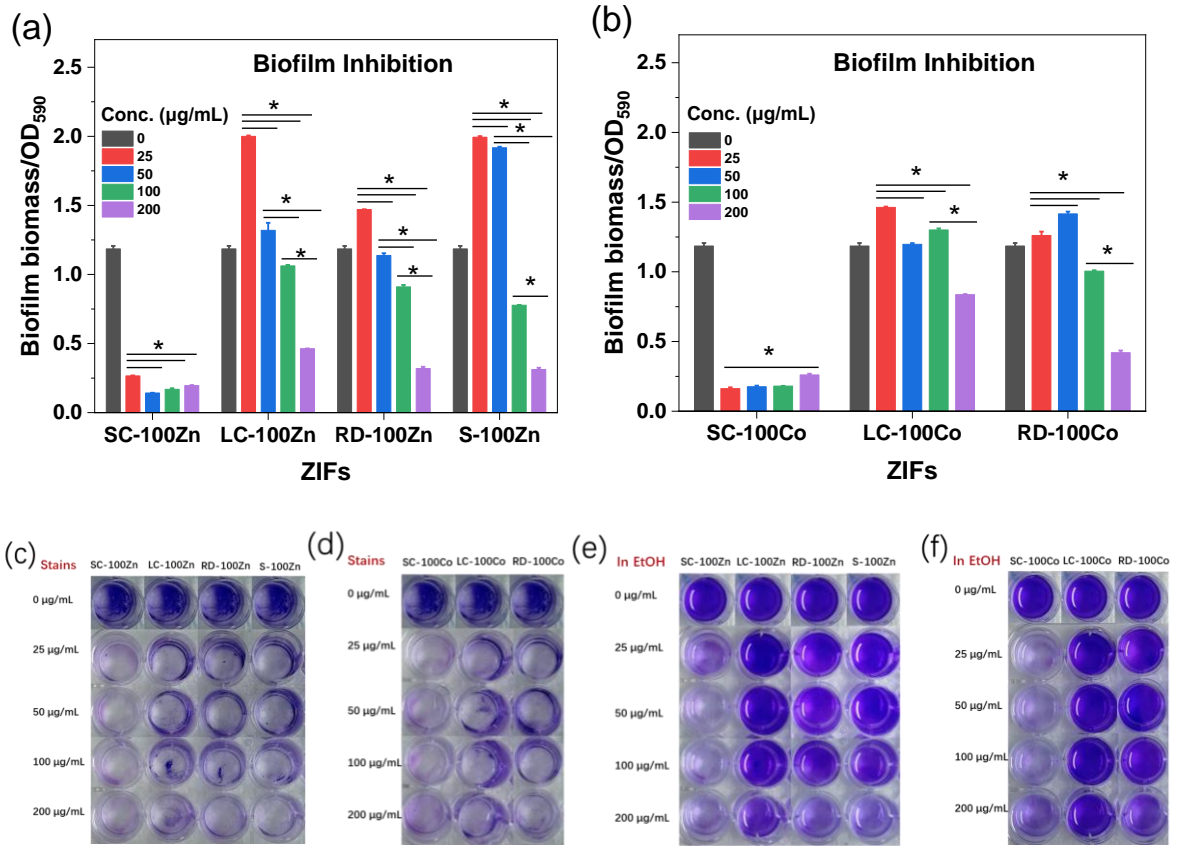 (a)
Biofilm Inhibition
Conc. (μg/mL)
0
25
50
100
200
Biofilm biomass/OD590
2.5
2.0
1.5
1.0
0.5
0.0
* * * * * * * * *
SC-100Zn LC-100Zn RD-100Zn S-100Zn
ZIFs
(b)
Biofilm Inhibition
Conc. (μg/mL)
0
25
50
100
200
Biofilm biomass/OD590
2.5
2.0
1.5
1.0
0.5
0.0
* * * * *
SC-100Co LC-100Co RD-100Co
ZIFs
(c)
Stains
SC-100Zn LC-100Zn RD-100Zn S-100Zn
0 μg/mL
25 μg/mL
50 μg/mL
100 μg/mL
200 μg/mL
(d)
Stains
SC-100Co LC-100Co RD-100Co
0 μg/mL
25 μg/mL
50 μg/mL
100 μg/mL
200 μg/mL
(e)
In EtOH
SC-100Zn LC-100Zn RD-100Zn S-100Zn
0 μg/mL
25 μg/mL
50 μg/mL
100 μg/mL
200 μg/mL
(f)
In EtOH
SC-100Co LC-100Co RD-100Co
0 μg/mL
25 μg/mL
50 μg/mL
100 μg/mL
200 μg/mL